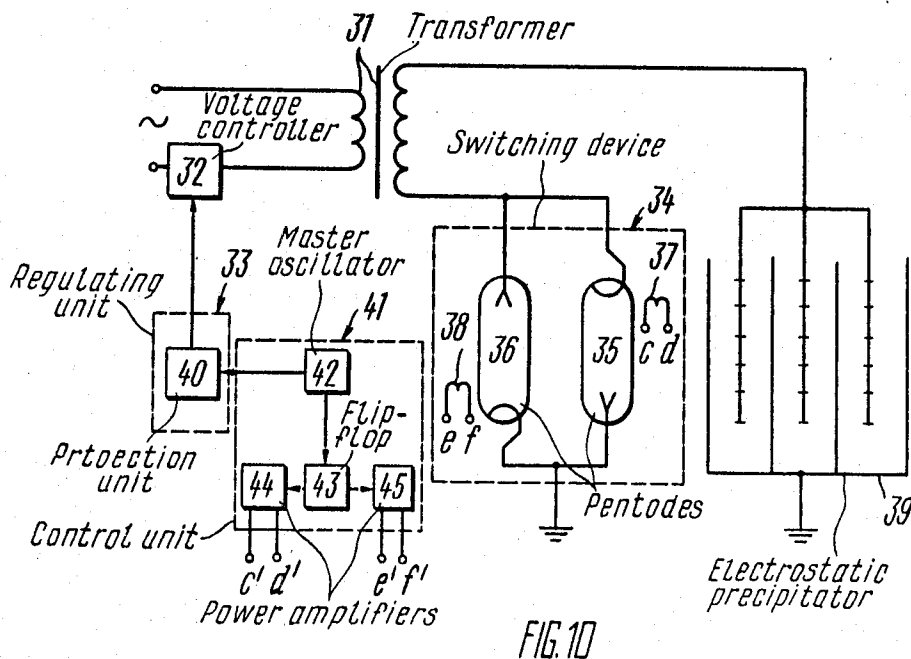 31 Transformer
Voltage
controller
~
32
Switching device
34
Master
oscillator
33
Regulating
unit
41
37
38
36
35
c d
e f
40
42
Flip-
flop
Prtoection
unit
44
43
45
Pentodes
39
Control unit
c' d'
e' f'
Power amplifiers
Electrostatic
precipitator
FIG. 10